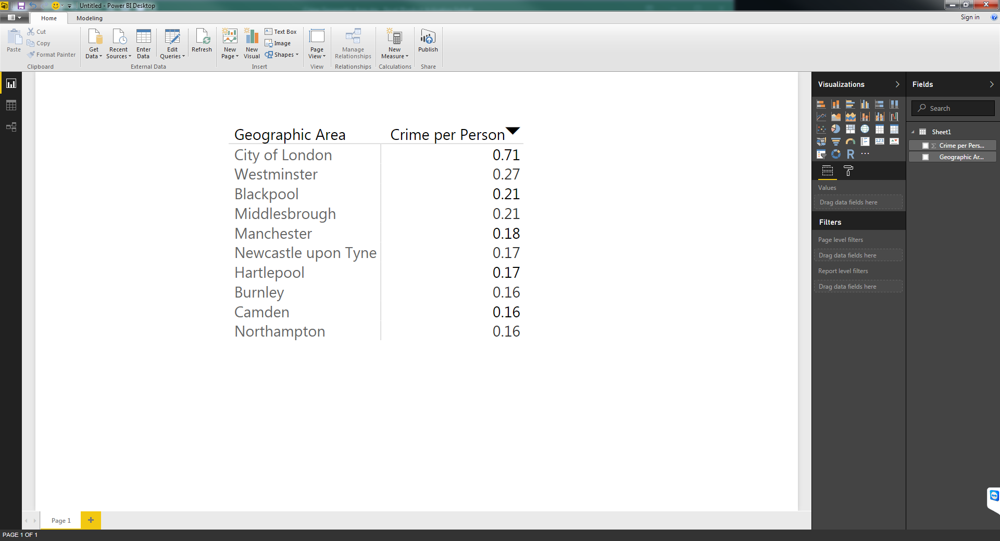 Untitled - Power BI Desktop
Home
Modeling
Sign in
Paste
Cut
Copy
Format Painter
Clipboard
Get Data
Recent Sources
Enter Data
Edit Queries
Refresh
External Data
New Page
New Visual
Text Box
Image
Shapes
Insert
Page View
View
Manage Relationships
Relationships
New Measure
Calculations
Publish
Share
Geographic Area Crime per Person
City of London 0.71
Westminster 0.27
Blackpool 0.21
Middlesbrough 0.21
Manchester 0.18
Newcastle upon Tyne 0.17
Hartlepool 0.17
Burnley 0.16
Camden 0.16
Northampton 0.16
Visualizations
R
123
Values
Drag data fields here
Filters
Page level filters
Drag data fields here
Report level filters
Drag data fields here
Fields
Search
Sheet1
Σ Crime per Pers...
Geographic Ar...
Page 1
+
PAGE 1 OF 1